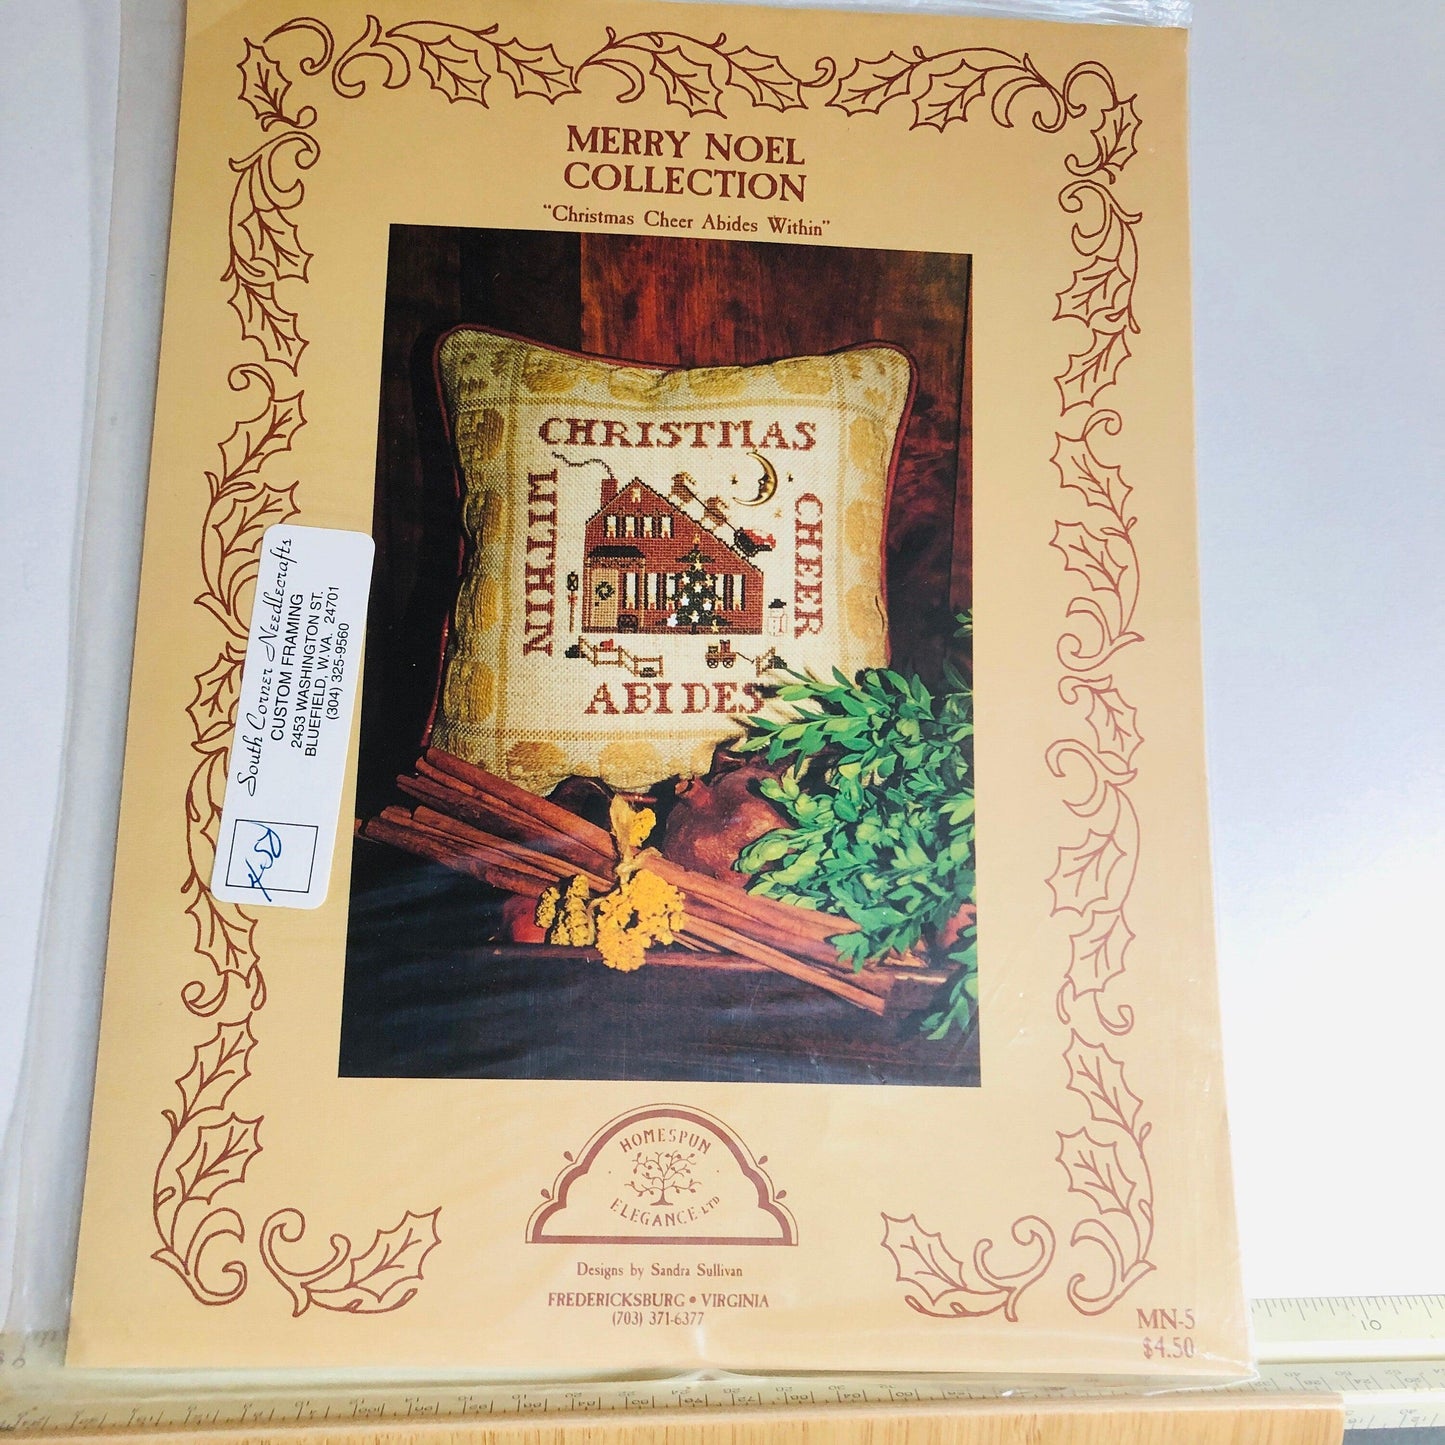 MERRY NOEL
COLLECTION
"Christmas Cheer Abides Within"
CHRISTMAS
CHEER
ABIDES
WITHIN
South Corner Needlecrafts
CUSTOM FRAMING
2453 WASHINGTON ST.
BLUEFIELD, W.VA. 24701
(304) 325-9560
HOMESPUN
ELEGANCE LTD
Designs by Sandra Sullivan
FREDERICKSBURG • VIRGINIA
(703) 371-6377
MN-5
$4.50